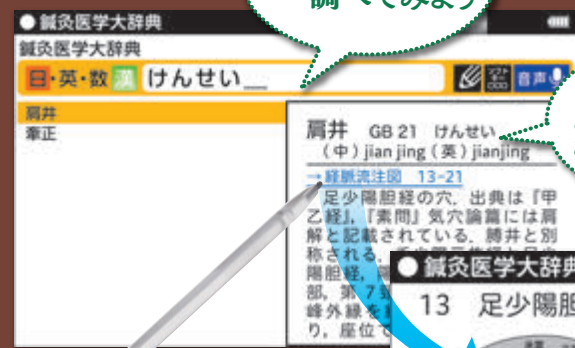 調べてみよう
● 鍼灸医学大辞典
鍼灸医学大辞典
日・英・数 漢 けんせい__
音声
肩井
牽正
肩井 GB 21 けんせい
(中) jian jing (英) jianjing
→経脈流注図 13-21
足少陽胆経の穴．出典は『甲
乙経』，『素問』気穴論篇には肩
解と記載されている．膊井と別
称される．
陽胆経，
部，第7
峰外縁を
り，座位で
● 鍼灸医学大辞典
13 足少陽胆